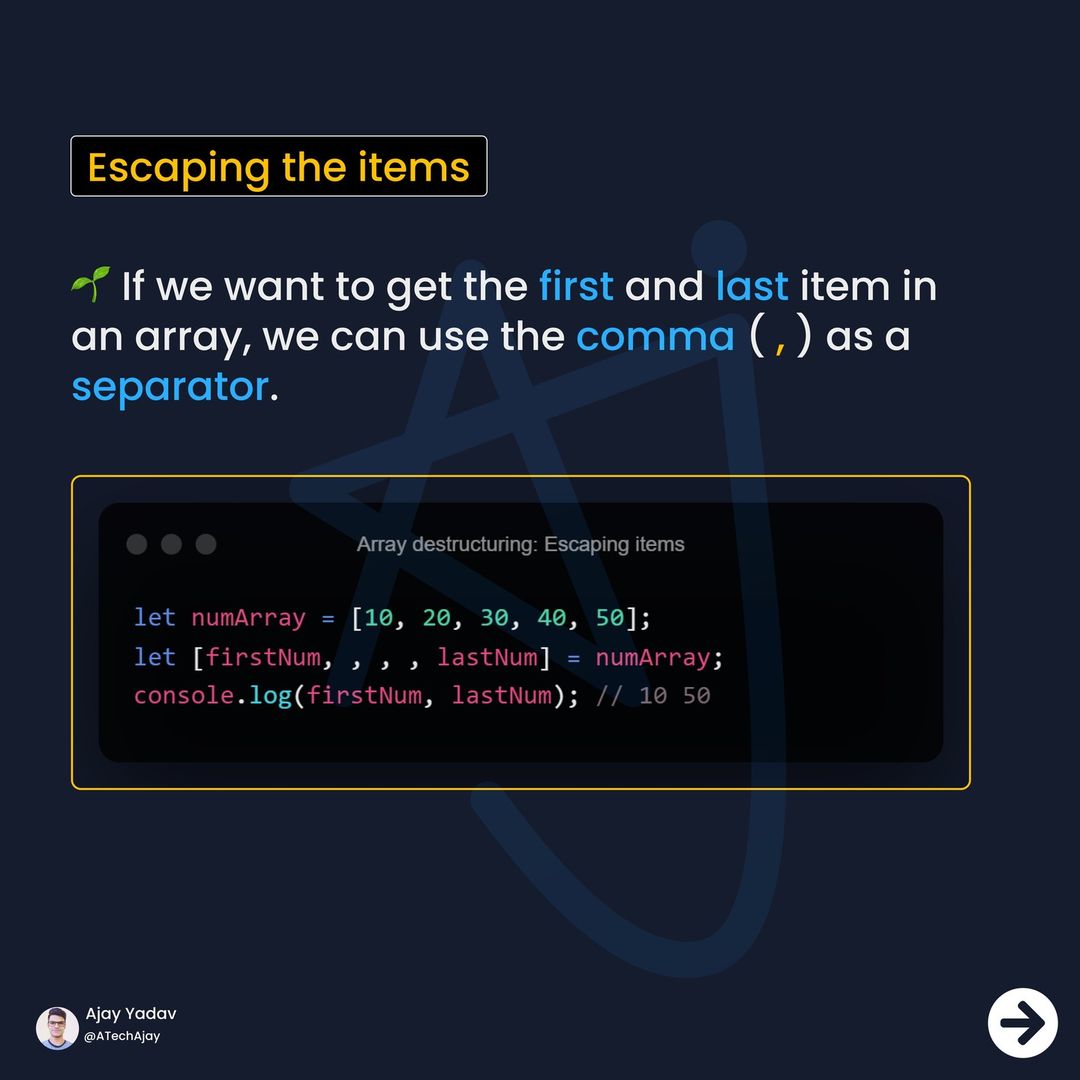 Escaping the items
🌱 If we want to get the first and last item in
an array, we can use the comma ( , ) as a
separator.
Array destructuring: Escaping items
let numArray = [10, 20, 30, 40, 50];
let [firstNum, , , , lastNum] = numArray;
console.log(firstNum, lastNum); // 10 50
Ajay Yadav
@ATechAjay